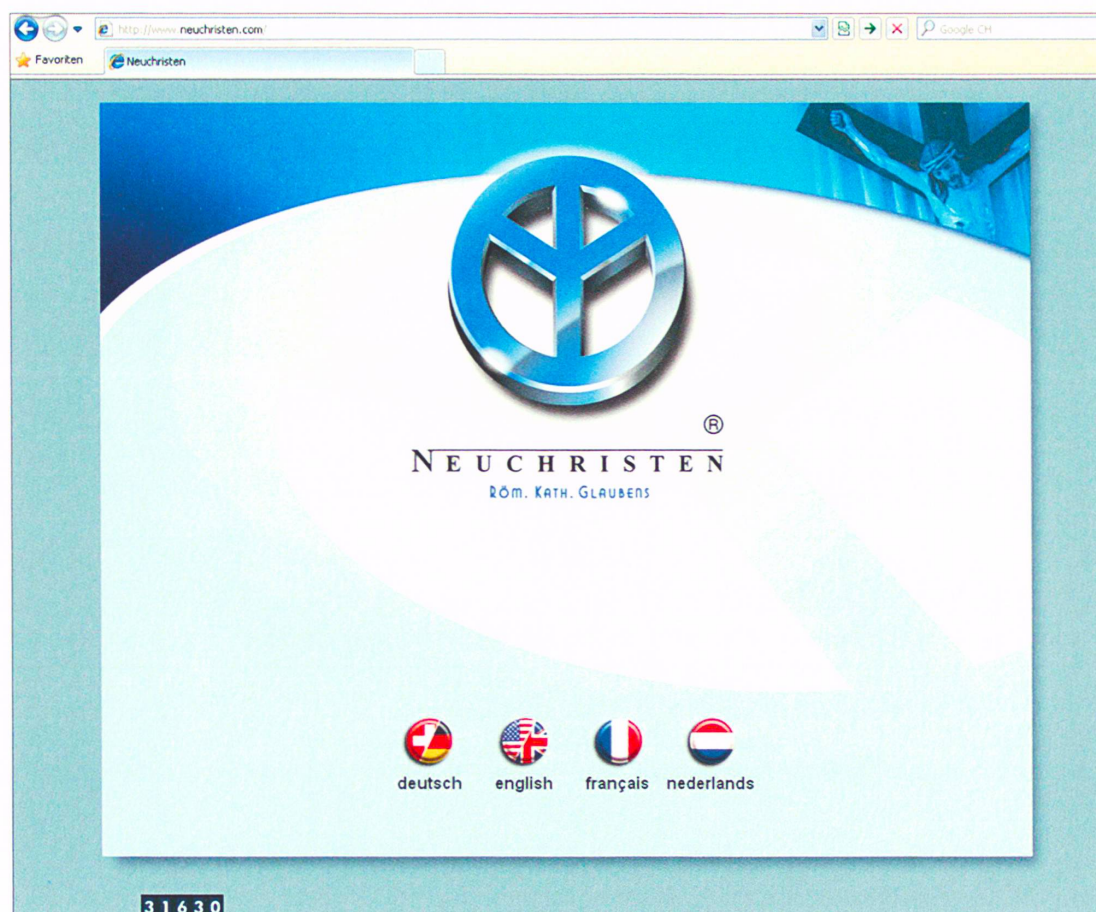 http://www.neuchristen.com/
Google CH
Favoriten
Neuchristen
®
NEUCHRISTEN
RÖM. KATH. GLAUBENS
deutsch
english
français
nederlands
31630